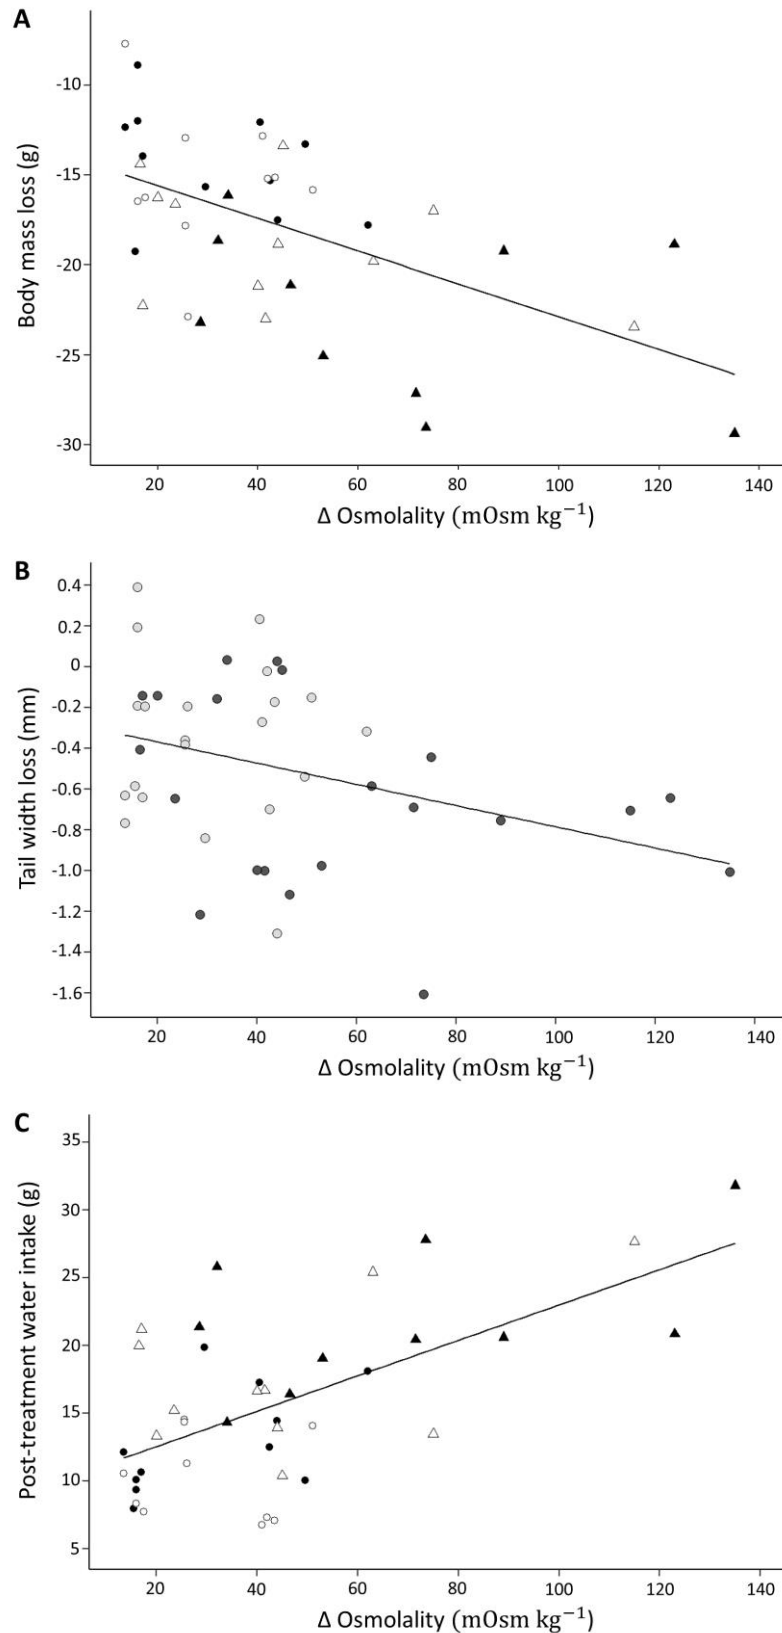 A
Body mass loss (g)
-10
-15
-20
-25
-30
20 40 60 80 100 120 140
Δ Osmolality (mOsm kg⁻¹)
B
Tail width loss (mm)
0.4
0.2
0
-0.2
-0.4
-0.6
-0.8
-1.0
-1.2
-1.4
-1.6
20 40 60 80 100 120 140
Δ Osmolality (mOsm kg⁻¹)
C
Post-treatment water intake (g)
35
30
25
20
15
10
5
20 40 60 80 100 120 140
Δ Osmolality (mOsm kg⁻¹)